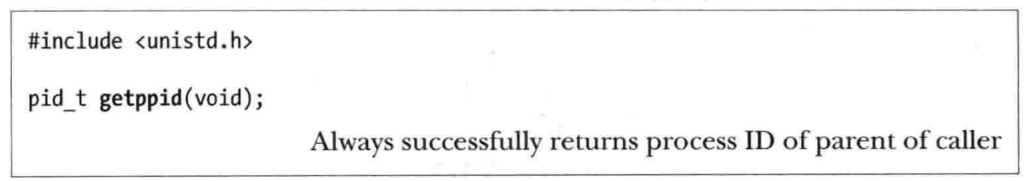 #include <unistd.h>
pid_t getppid(void);
Always successfully returns process ID of parent of caller